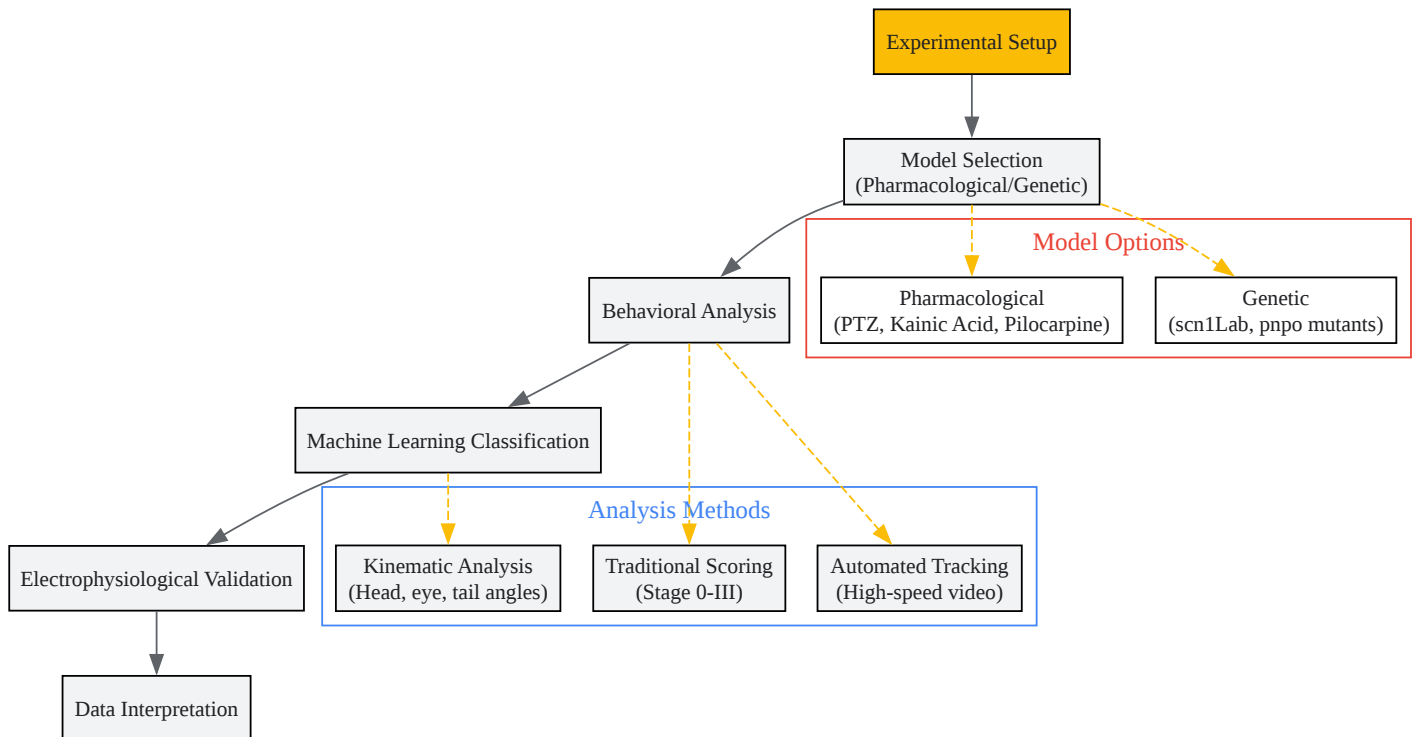 Experimental Setup
Model Selection
(Pharmacological/Genetic)
Model Options
Behavioral Analysis
Pharmacological
(PTZ, Kainic Acid, Pilocarpine)
Genetic
(scn1Lab, pnpo mutants)
Machine Learning Classification
Analysis Methods
Electrophysiological Validation
Kinematic Analysis
(Head, eye, tail angles)
Traditional Scoring
(Stage 0-III)
Automated Tracking
(High-speed video)
Data Interpretation